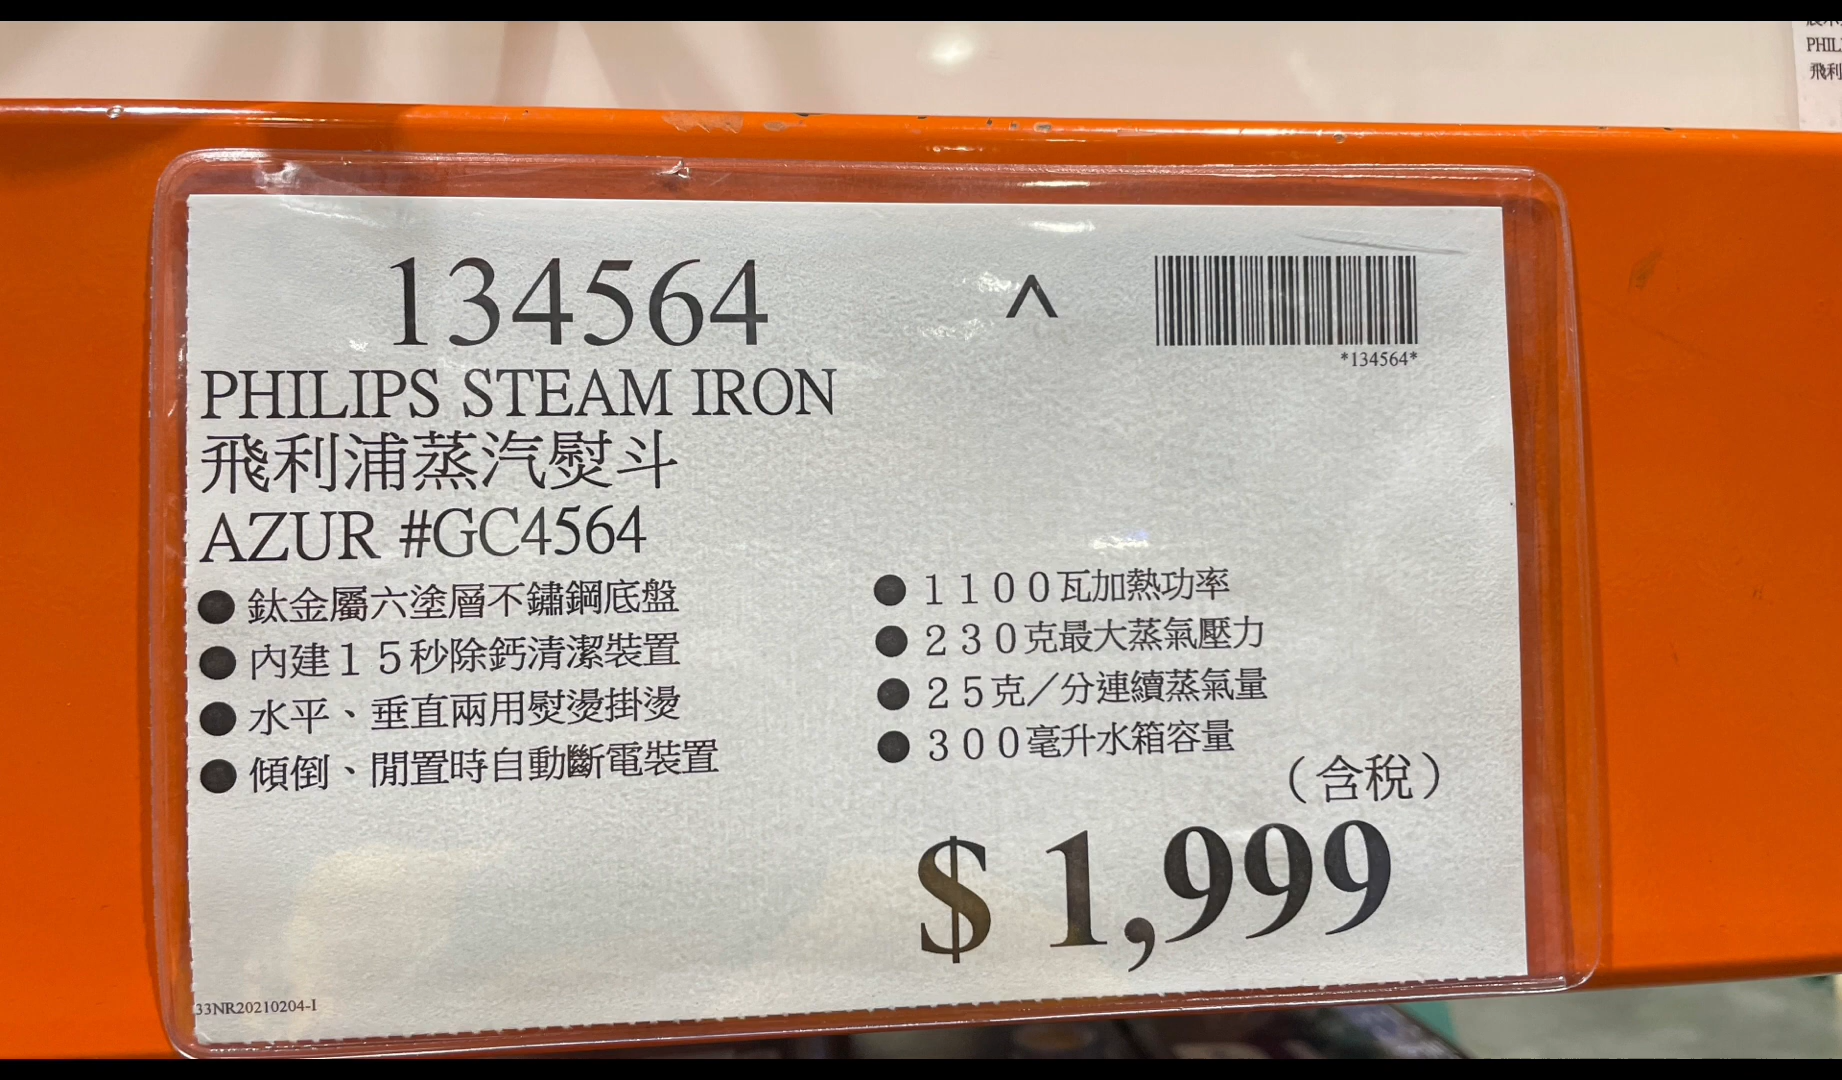 134564
^
*134564*
PHILIPS STEAM IRON
飛利浦蒸汽熨斗
AZUR #GC4564
●鈦金屬六塗層不鏽鋼底盤
●內建15秒除鈣清潔裝置
●水平、垂直兩用熨燙掛燙
●傾倒、閒置時自動斷電裝置
●1100瓦加熱功率
●230克最大蒸氣壓力
●25克/分連續蒸氣量
●300毫升水箱容量
(含稅)
$1,999
33NR20210204-1
PHIL
飛利